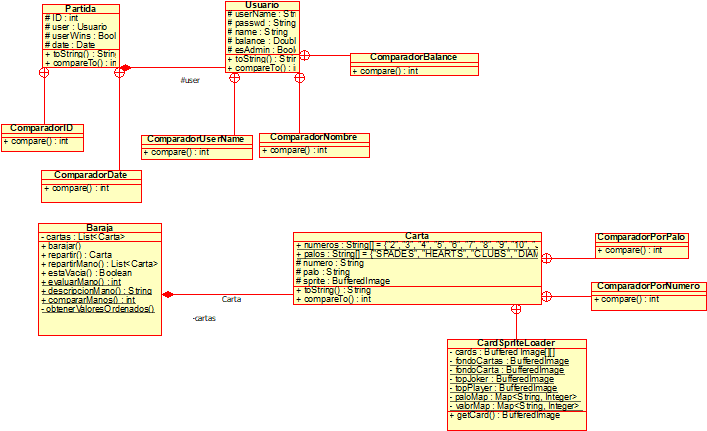 Partida
# ID : int
# user : Usuario
# userWins : Bool
# date : Date
+ toString() : String
+ compareTo() : in
Usuario
# userName : Stri
# passwd : String
# name : String
# balance : Doubl
# esAdmin : Bool
+ toString() : Strin
+ compareTo() : i
ComparadorBalance
+ compare() : int
#user
ComparadorID
+ compare() : int
ComparadorUserName
+ compare() : int
ComparadorNombre
+ compare() : int
ComparadorDate
+ compare() : int
Baraja
- cartas : List<Carta>
+ barajar()
+ repartir() : Carta
+ repartirMano() : List<Carta>
+ estaVacia() : Boolean
+ evaluarMano() : int
+ descripcionMano() : String
+ compararManos() : int
- obtenerValoresOrdenados()
Carta
-cartas
Carta
+ numeros : String[] = {"2", "3", "4", "5", "6", "7", "8", "9", "10",
+ palos : String[] = {"SPADES", "HEARTS", "CLUBS", "DIAM
# numero : String
# palo : String
# sprite : BufferedImage
+ toString() : String
+ compareTo() : int
ComparadorPorPalo
+ compare() : int
ComparadorPorNumero
+ compare() : int
CardSpriteLoader
- cards : Buffered Image[][]
- fondoCartas : BufferedImage
- fondoCarta : BufferedImage
- topJoker : BufferedImage
- topPlayer : BufferedImage
- paloMap : Map<String, Integer>
- valorMap : Map<String, Integer>
+ getCard() : BufferedImage